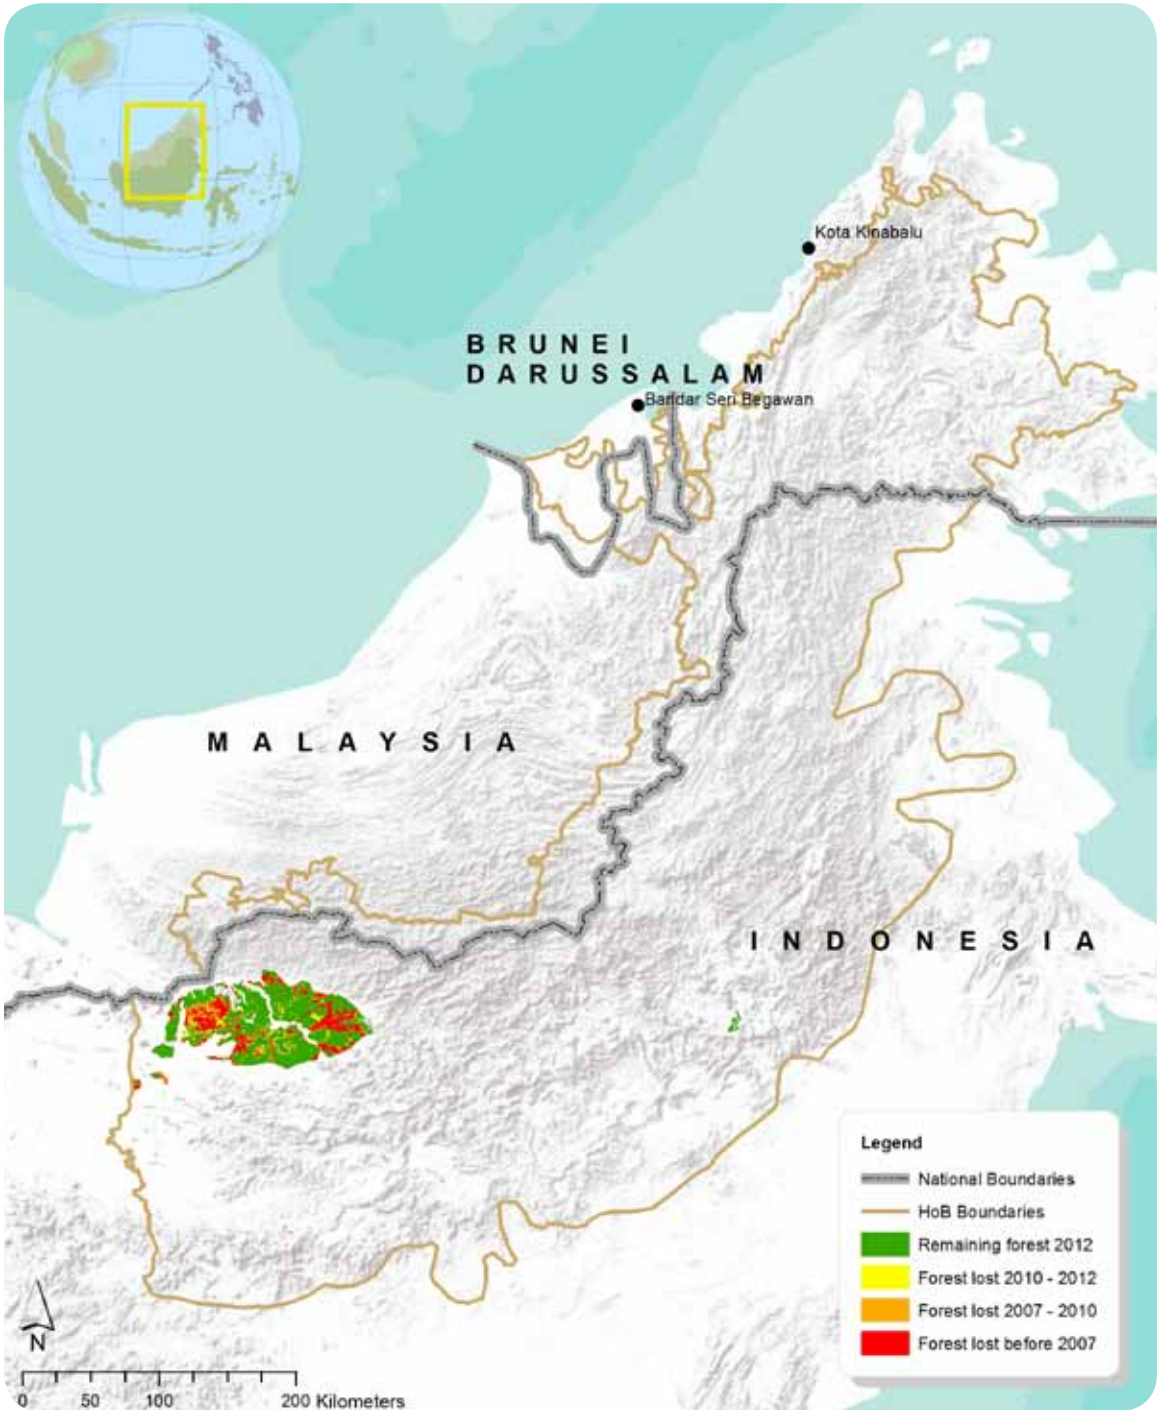 Kota Kinabalu
BRUNEI
DARUSSALAM
Bandar Seri Begawan
MALAYSIA
INDONESIA
Legend
National Boundaries
HoB Boundaries
Remaining forest 2012
Forest lost 2010 - 2012
Forest lost 2007 - 2010
Forest lost before 2007
N
0 50 100 200 Kilometers